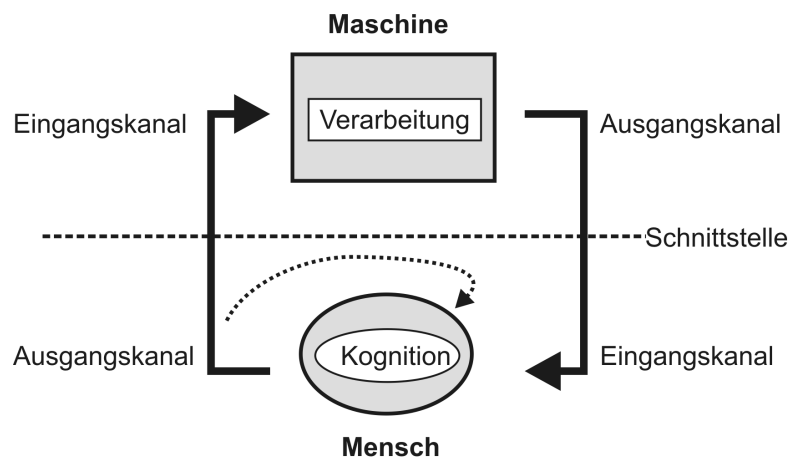 Maschine
Eingangskanal
Verarbeitung
Ausgangskanal
Schnittstelle
Ausgangskanal
Kognition
Eingangskanal
Mensch